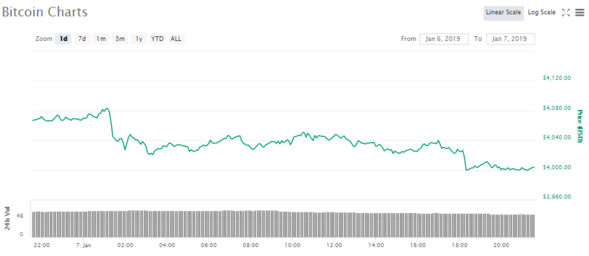 Bitcoin Charts
Linear Scale Log Scale
Zoom 1d 7d 1m 3m 1y YTD ALL
From Jan 6, 2019 To Jan 7, 2019
$4,120.00
$4,080.00
$4,040.00
$4,000.00
$3,960.00
Price (USD)
24h Vol
4B
0
22:00 7. Jan 02:00 04:00 06:00 08:00 10:00 12:00 14:00 16:00 18:00 20:00